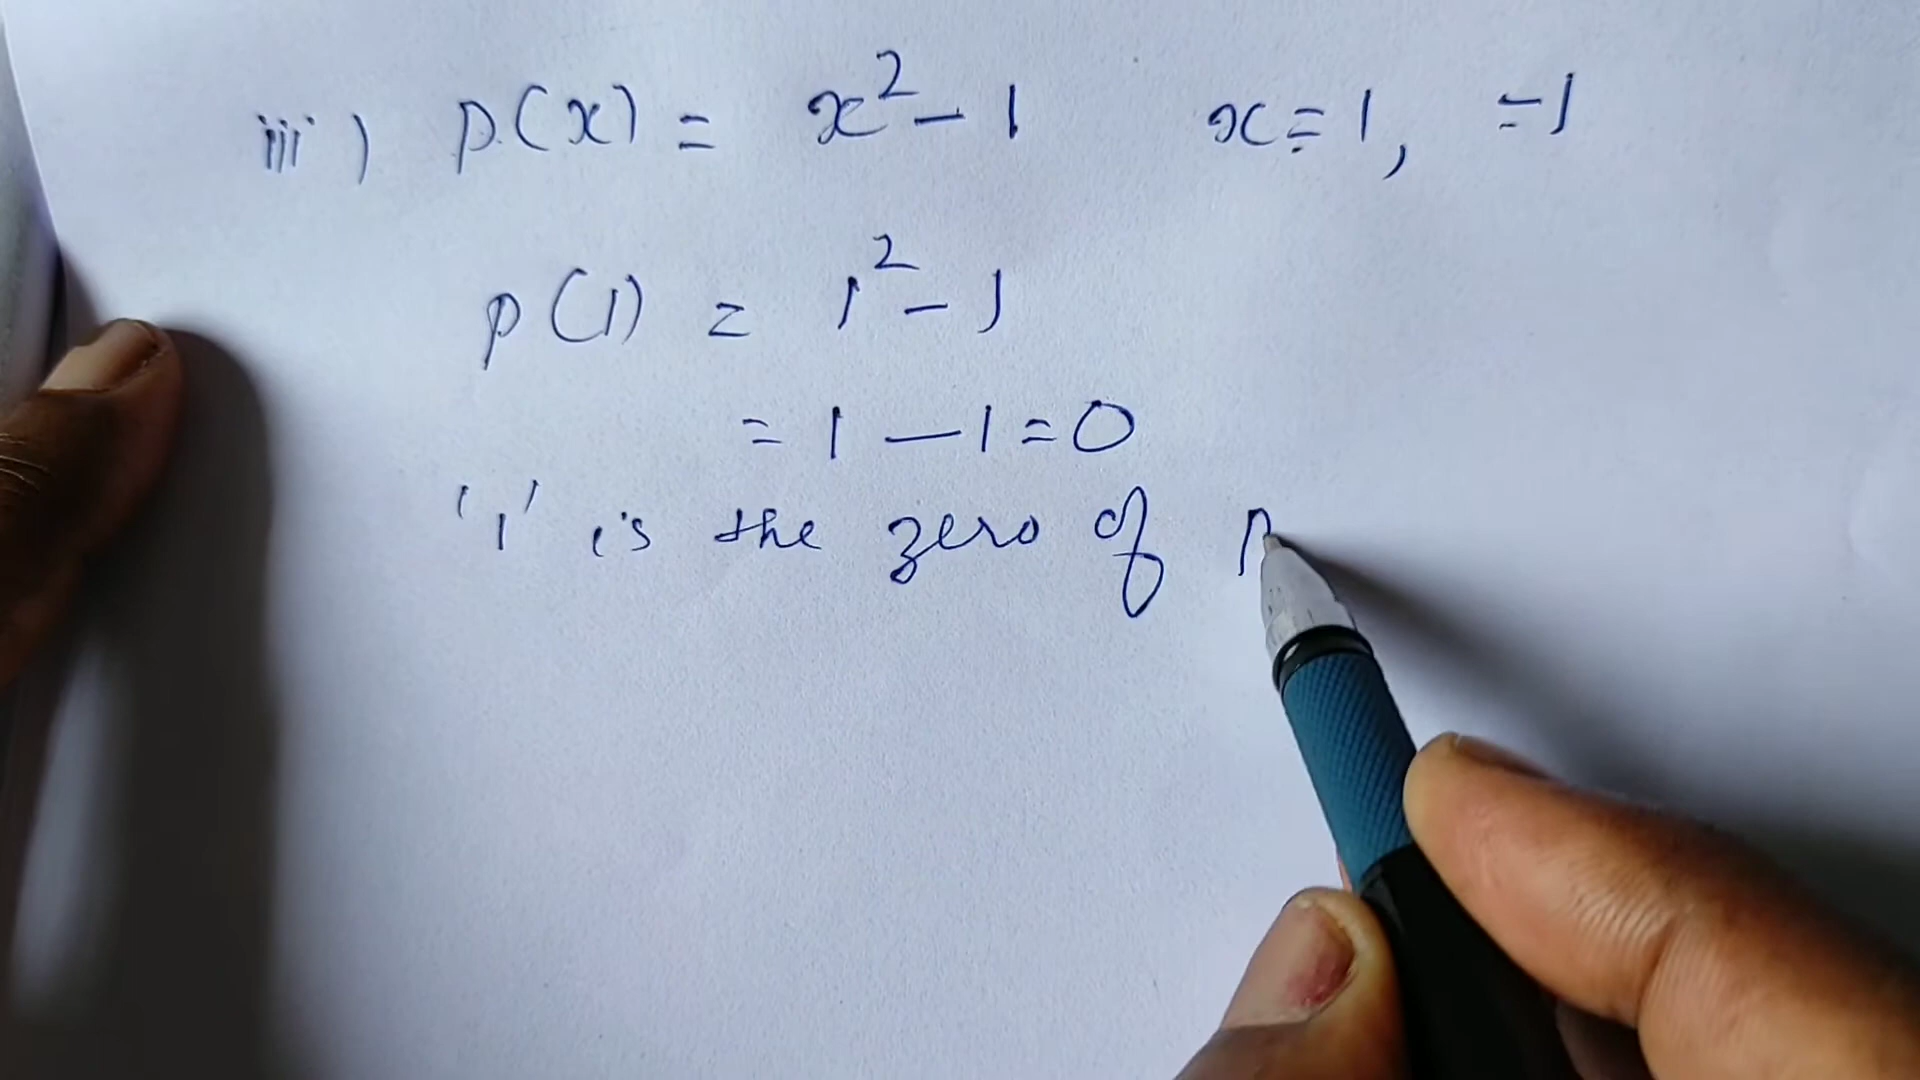 iii) p(x) = x² - 1 x = 1, -1
p(1) = 1² - 1
= 1 - 1 = 0
'1' is the zero of p